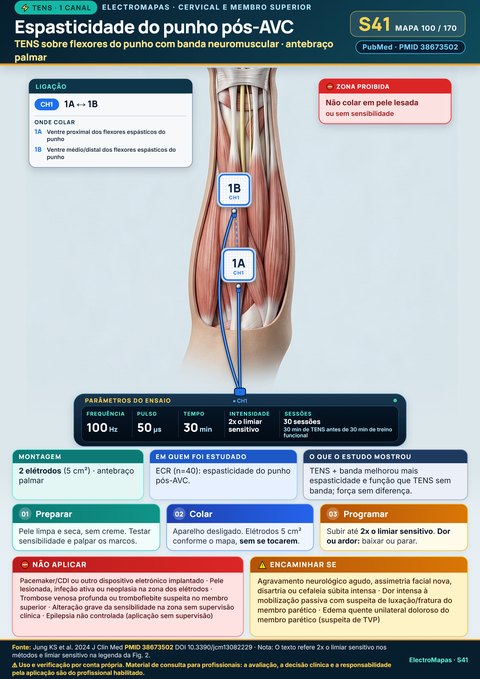 TENS · 1 CANAL ELECTROMAPAS · CERVICAL E MEMBRO SUPERIOR
Espasticidade do punho pós-AVC
TENS sobre flexores do punho com banda neuromuscular · antebraço
palmar
S41 MAPA 100 / 170
PubMed · PMID 38673502
LIGAÇÃO
CH1 1A ↔ 1B
ONDE COLAR
1A Ventre proximal dos flexores espásticos do
punho
1B Ventre médio/distal dos flexores espásticos do
punho
ZONA PROIBIDA
Não colar em pele lesada
ou sem sensibilidade
1B
CH1
1A
CH1
CH1
PARÂMETROS DO ENSAIO
FREQUÊNCIA
100 Hz
PULSO
50 µs
TEMPO
30 min
INTENSIDADE
2x o limiar
sensitivo
SESSÕES
30 sessões
30 min de TENS antes de 30 min de treino
funcional
MONTAGEM
2 elétrodos (5 cm²) · antebraço
palmar
EM QUEM FOI ESTUDADO
ECR (n=40): espasticidade do punho
pós-AVC.
O QUE O ESTUDO MOSTROU
TENS + banda melhorou mais
espasticidade e função que TENS sem
banda; força sem diferença.
01 Preparar
Pele limpa e seca, sem creme. Testar
sensibilidade e palpar os marcos.
02 Colar
Aparelho desligado. Elétrodos 5 cm²
conforme o mapa, sem se tocarem.
03 Programar
Subir até 2x o limiar sensitivo. Dor
ou ardor: baixar ou parar.
NÃO APLICAR
Pacemaker/CDI ou outro dispositivo eletrónico implantado · Pele
lesionada, infeção ativa ou neoplasia na zona dos elétrodos ·
Trombose venosa profunda ou tromboflebite suspeita no membro
superior · Alteração grave da sensibilidade na zona sem supervisão
clínica · Epilepsia não controlada (aplicação sem supervisão)
ENCAMINHAR SE
Agravamento neurológico agudo, assimetria facial nova,
disartria ou cefaleia súbita intensa · Dor intensa à
mobilização passiva com suspeita de luxação/fratura do
membro parético · Edema quente unilateral doloroso do
membro parético (suspeita de TVP)
Fonte: Jung KS et al. 2024 J Clin Med PMID 38673502 DOI 10.3390/jcm13082229 · Nota: O texto refere 2x o limiar sensitivo nos
métodos e limiar sensitivo na legenda da Fig. 2.
⚠ Uso e verificação por conta própria. Material de consulta para profissionais: a avaliação, a decisão clínica e a responsabilidade
pela aplicação são do profissional habilitado.
ElectroMapas · S41